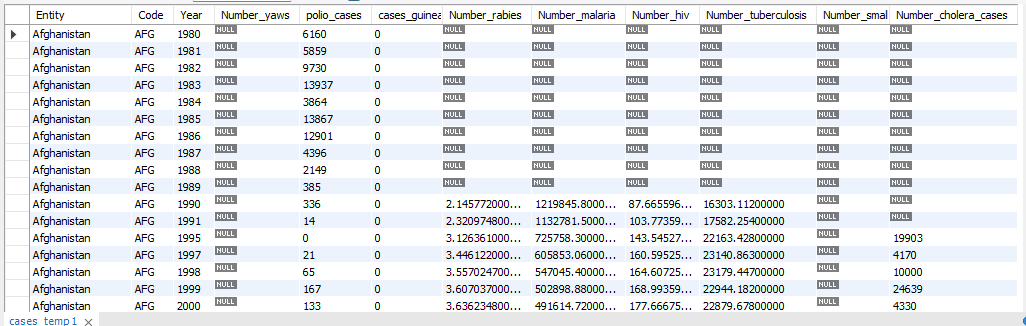 Entity Code Year Number_yaws polio_cases cases_guinea Number_rabies Number_malaria Number_hiv Number_tuberculosis Number_smal Number_cholera_cases
Afghanistan AFG 1980 NULL 6160 0 NULL NULL NULL NULL NULL NULL
Afghanistan AFG 1981 NULL 5859 0 NULL NULL NULL NULL NULL NULL
Afghanistan AFG 1982 NULL 9730 0 NULL NULL NULL NULL NULL NULL
Afghanistan AFG 1983 NULL 13937 0 NULL NULL NULL NULL NULL NULL
Afghanistan AFG 1984 NULL 3864 0 NULL NULL NULL NULL NULL NULL
Afghanistan AFG 1985 NULL 13867 0 NULL NULL NULL NULL NULL NULL
Afghanistan AFG 1986 NULL 12901 0 NULL NULL NULL NULL NULL NULL
Afghanistan AFG 1987 NULL 4396 0 NULL NULL NULL NULL NULL NULL
Afghanistan AFG 1988 NULL 2149 0 NULL NULL NULL NULL NULL NULL
Afghanistan AFG 1989 NULL 385 0 NULL NULL NULL NULL NULL NULL
Afghanistan AFG 1990 NULL 336 0 2.145772000... 1219845.8000... 87.665596... 16303.11200000 NULL NULL
Afghanistan AFG 1991 NULL 14 0 2.320974800... 1132781.5000... 103.77359... 17582.25400000 NULL NULL
Afghanistan AFG 1995 NULL 0 0 3.126361000... 725758.30000... 143.54527... 22163.42800000 NULL 19903
Afghanistan AFG 1997 NULL 21 0 3.446122000... 605853.06000... 160.59525... 23140.86300000 NULL 4170
Afghanistan AFG 1998 NULL 65 0 3.557024700... 547045.40000... 164.60725... 23179.44700000 NULL 10000
Afghanistan AFG 1999 NULL 167 0 3.607037000... 502898.88000... 168.99359... 22944.18200000 NULL 24639
Afghanistan AFG 2000 NULL 133 0 3.636234800... 491614.72000... 177.66675... 22879.67800000 NULL 4330
cases_temp1